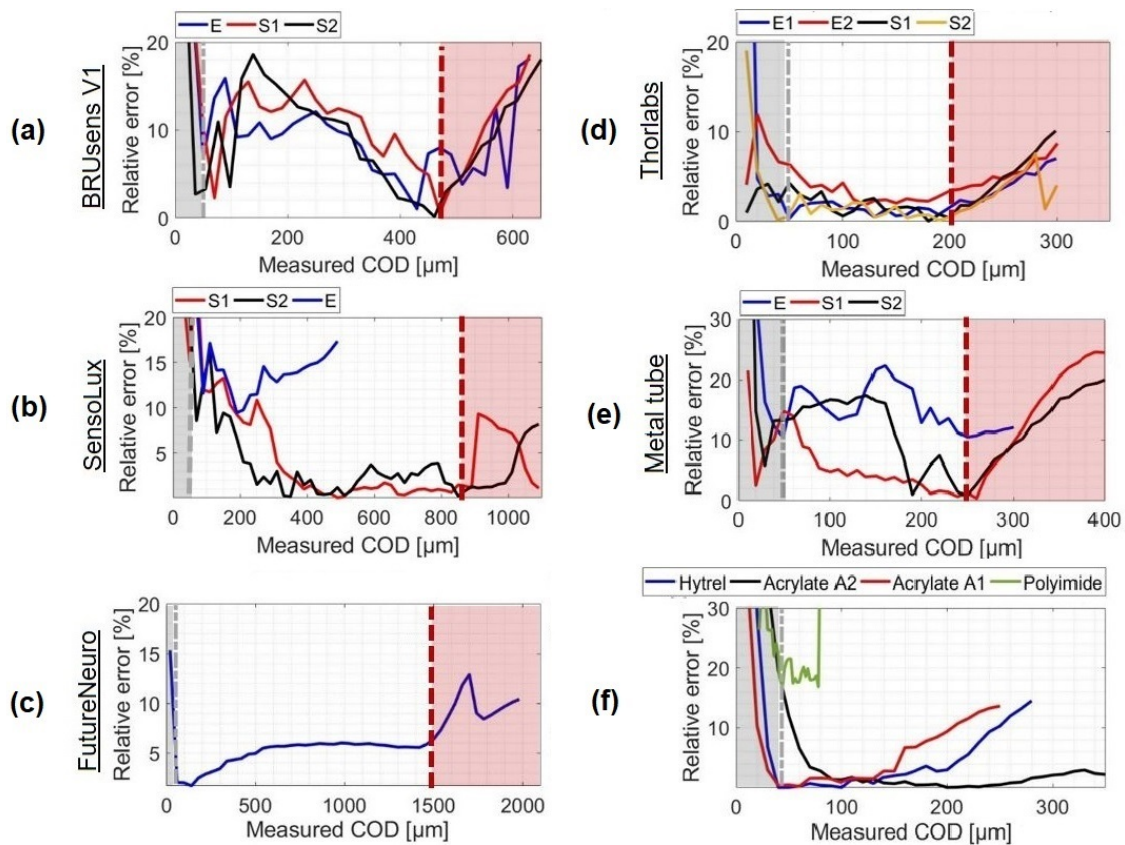 E S1 S2
(a)
BRUsens V1
Relative error [%]
20
10
0
0 200 400 600
Measured COD [µm]
E1 E2 S1 S2
(d)
Thorlabs
Relative error [%]
20
10
0
0 100 200 300
Measured COD [µm]
S1 S2 E
(b)
SensoLux
Relative error [%]
20
15
10
5
0 200 400 600 800 1000
Measured COD [µm]
E S1 S2
(e)
Metal tube
Relative error [%]
30
20
10
0
0 100 200 300 400
Measured COD [µm]
(c)
FutureNeuro
Relative error [%]
20
15
10
5
0 500 1000 1500 2000
Measured COD [µm]
Hytrel Acrylate A2 Acrylate A1 Polyimide
(f)
Relative error [%]
30
20
10
0 100 200 300
Measured COD [µm]